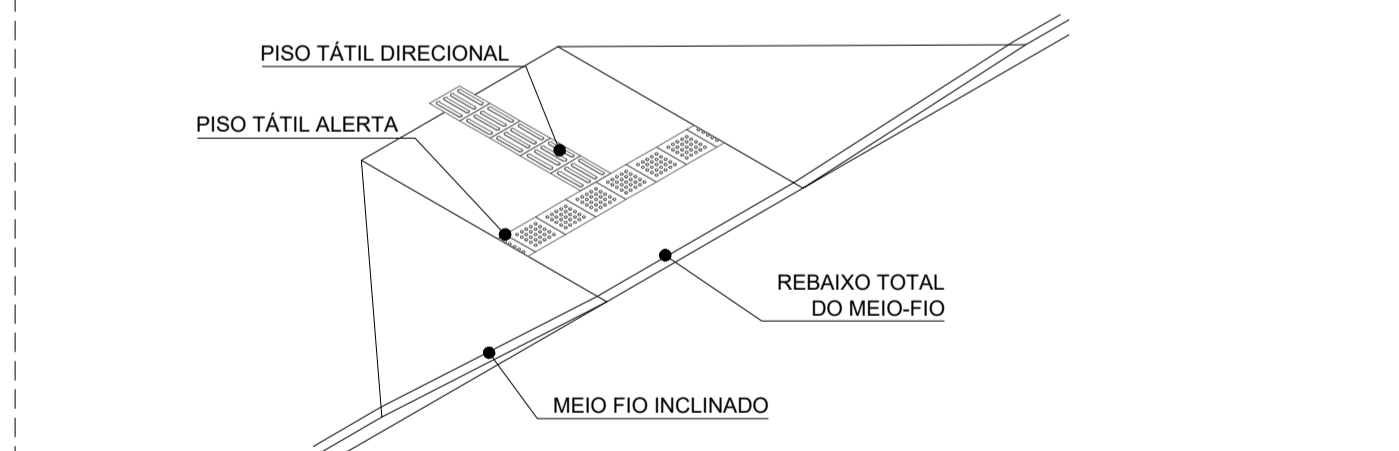 PISO TÁTIL DIRECIONAL
PISO TÁTIL ALERTA
REBAIXO TOTAL
DO MEIO-FIO
MEIO FIO INCLINADO